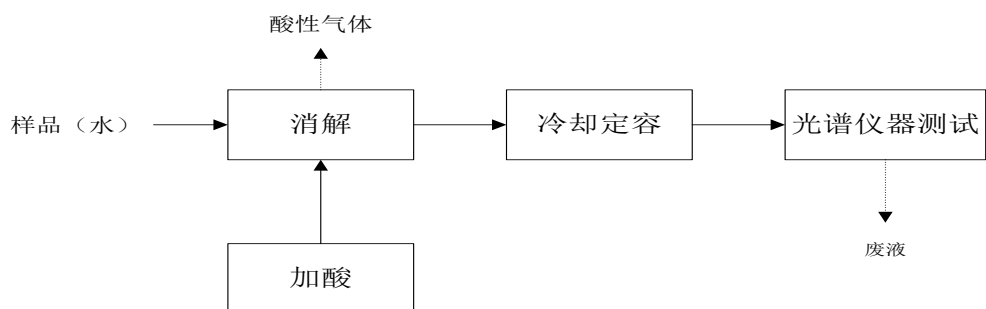 酸性气体
样品（水）
消解
冷却定容
光谱仪器测试
废液
加酸